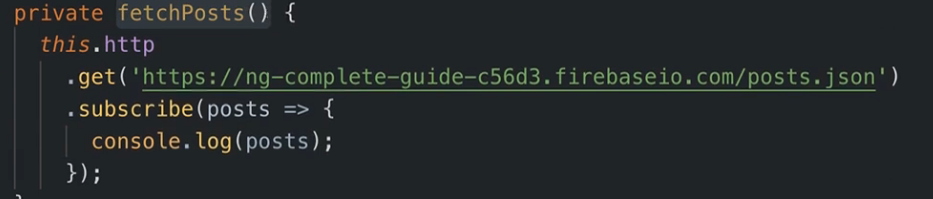 private fetchPosts() {
this.http
.get('https://ng-complete-guide-c56d3.firebaseio.com/posts.json')
.subscribe(posts => {
console.log(posts);
});